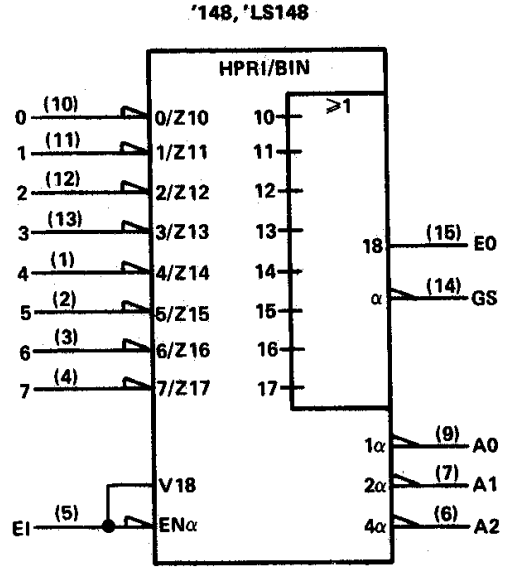 '148, 'LS148
HPRI/BIN
0 (10) 0/Z10 10 ≥1
1 (11) 1/Z11 11
2 (12) 2/Z12 12
3 (13) 3/Z13 13 18 (15) E0
4 (1) 4/Z14 14 α (14) GS
5 (2) 5/Z15 15
6 (3) 6/Z16 16
7 (4) 7/Z17 17
1α (9) A0
V18 2α (7) A1
EI (5) ENα 4α (6) A2